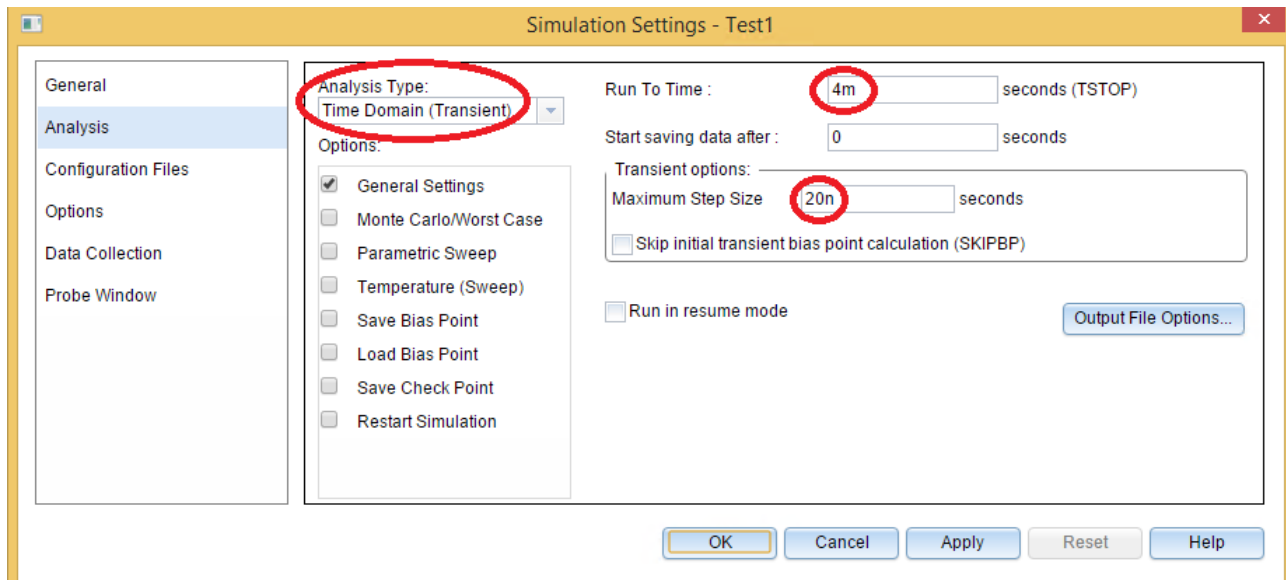 Simulation Settings - Test1
General
Analysis
Configuration Files
Options
Data Collection
Probe Window
Analysis Type:
Time Domain (Transient)
Options:
General Settings
Monte Carlo/Worst Case
Parametric Sweep
Temperature (Sweep)
Save Bias Point
Load Bias Point
Save Check Point
Restart Simulation
Run To Time : 4m seconds (TSTOP)
Start saving data after : 0 seconds
Transient options:
Maximum Step Size 20n seconds
Skip initial transient bias point calculation (SKIPBP)
Run in resume mode
Output File Options...
OK Cancel Apply Reset Help